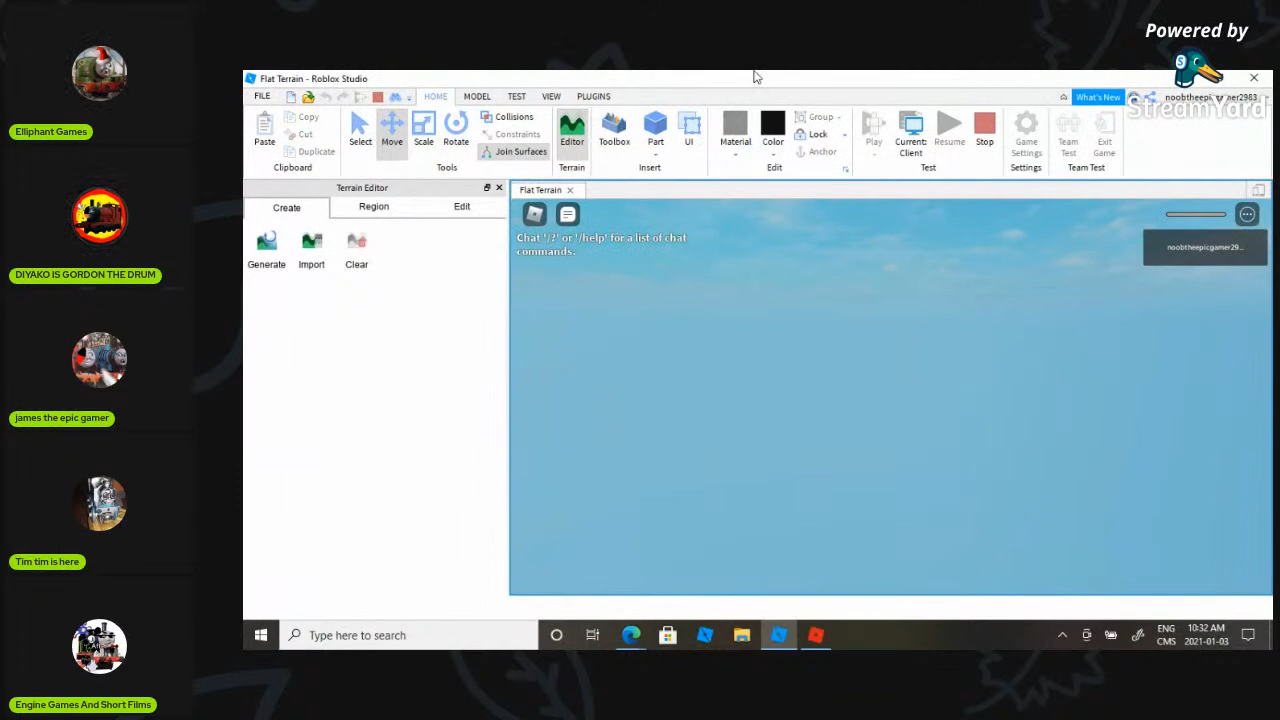 Powered by
StreamYard
Elliphant Games
DIYAKO IS GORDON THE DRUM
james the epic gamer
Tim tim is here
Engine Games And Short Films
Flat Terrain - Roblox Studio
FILE
HOME
MODEL
TEST
VIEW
PLUGINS
What's New
Paste
Copy
Cut
Duplicate
Clipboard
Select
Move
Scale
Rotate
Collisions
Constraints
Join Surfaces
Tools
Editor
Terrain
Toolbox
Part
UI
Insert
Material
Color
Group
Lock
Anchor
Edit
Play
Current:
Client
Resume
Stop
Test
Game
Settings
Settings
Team
Test
Exit
Game
Team Test
Terrain Editor
Create
Region
Edit
Generate
Import
Clear
Flat Terrain
Chat '/?' or '/help' for a list of chat
commands.
noobtheepicgamer29...
Type here to search
ENG
CMS
10:32 AM
2021-01-03